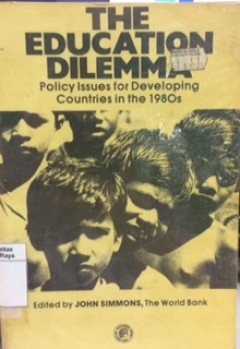 THE
EDUCATION
DILEMMA
Policy Issues for Developing
Countries in the 1980s
Edited by JOHN SIMMONS, The World Bank